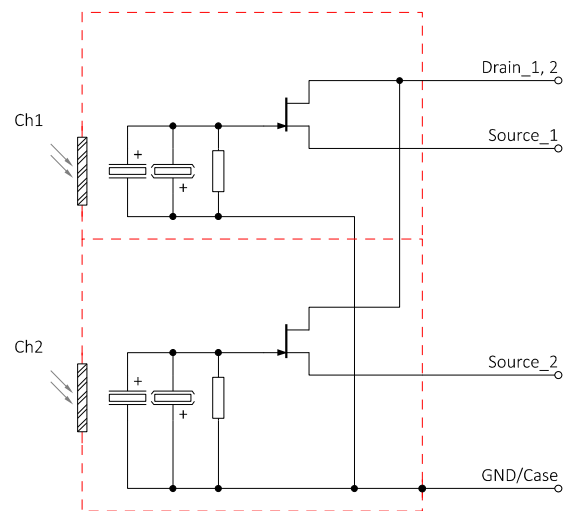 Drain_1, 2
Ch1
Source_1
+
+
Ch2
Source_2
+
+
GND/Case